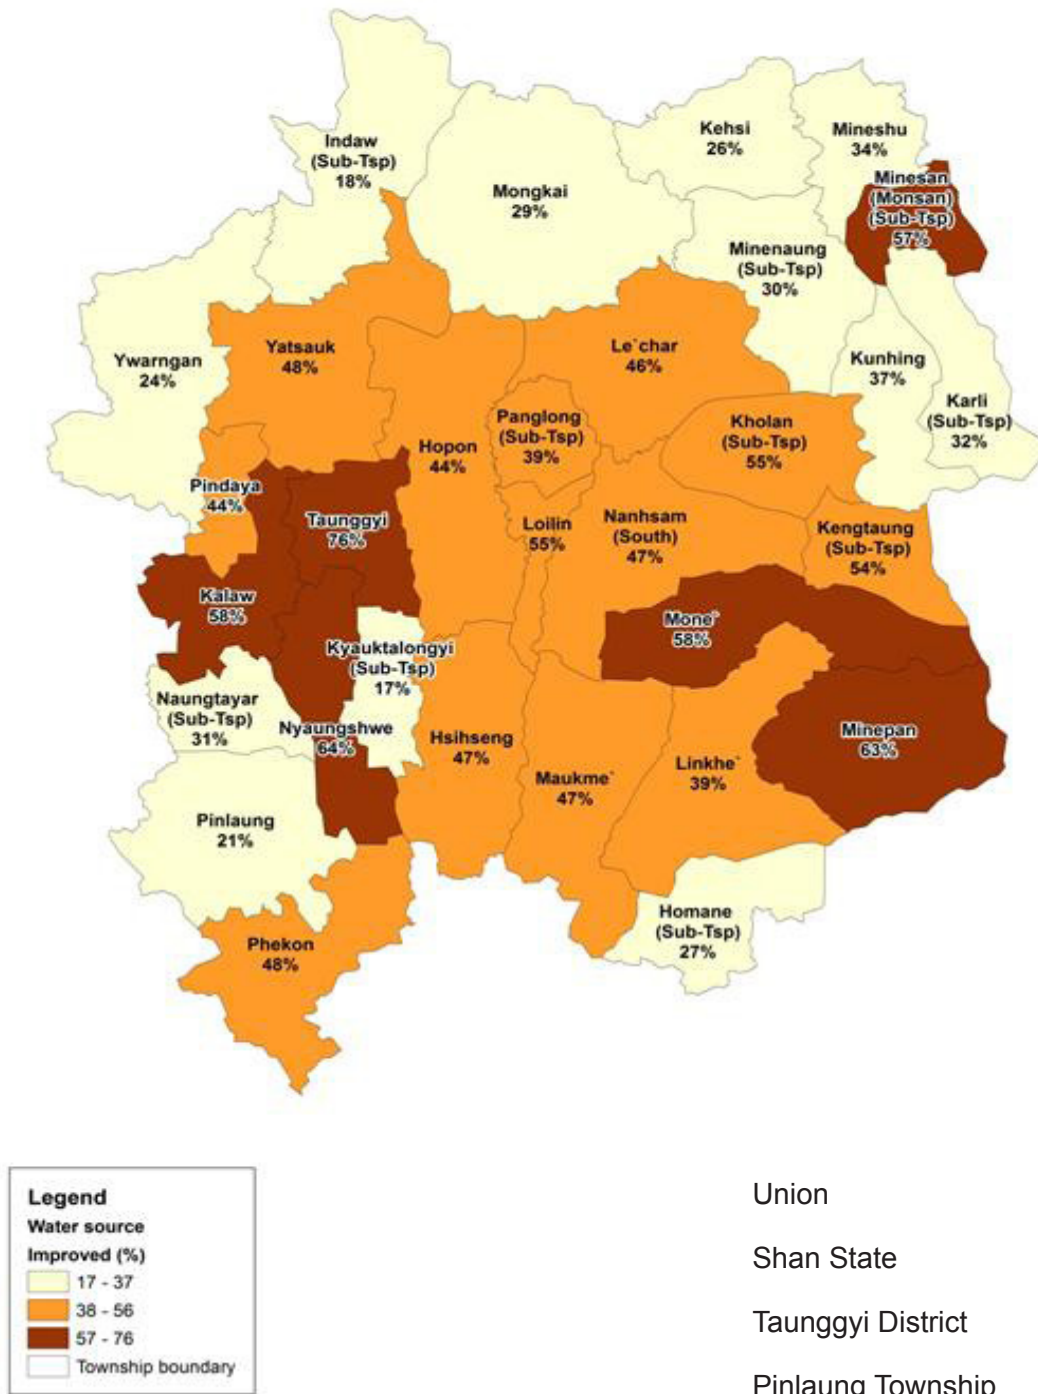 Indaw
(Sub-Tsp)
18%
Mongkai
29%
Kehsi
26%
Mineshu
34%
Minesan
(Monsan)
(Sub-Tsp)
57%
Minenaung
(Sub-Tsp)
30%
Ywarngan
24%
Yatsauk
48%
Le`char
46%
Kunhing
37%
Karli
(Sub-Tsp)
32%
Panglong
(Sub-Tsp)
39%
Kholan
(Sub-Tsp)
55%
Hopon
44%
Pindaya
44%
Taunggyi
76%
Loilin
55%
Nanhsam
(South)
47%
Kengtaung
(Sub-Tsp)
54%
Kalaw
58%
Mone`
58%
Kyauktalongyi
(Sub-Tsp)
17%
Naungtayar
(Sub-Tsp)
31%
Nyaungshwe
64%
Hsihseng
47%
Maukme`
47%
Linkhe`
39%
Minepan
63%
Pinlaung
21%
Homane
(Sub-Tsp)
27%
Phekon
48%
Legend
Water source
Improved (%)
17 - 37
38 - 56
57 - 76
Township boundary
Union
Shan State
Taunggyi District
Pinlaung Township